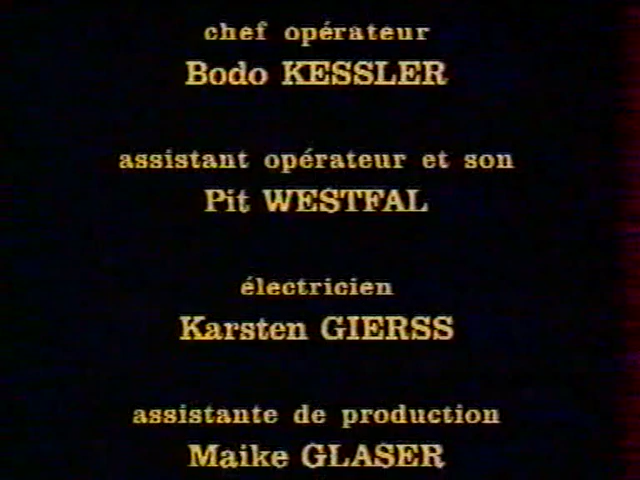 chef opérateur
Bodo KESSLER
assistant opérateur et son
Pit WESTFAL
électricien
Karsten GIERSS
assistante de production
Maike GLASER